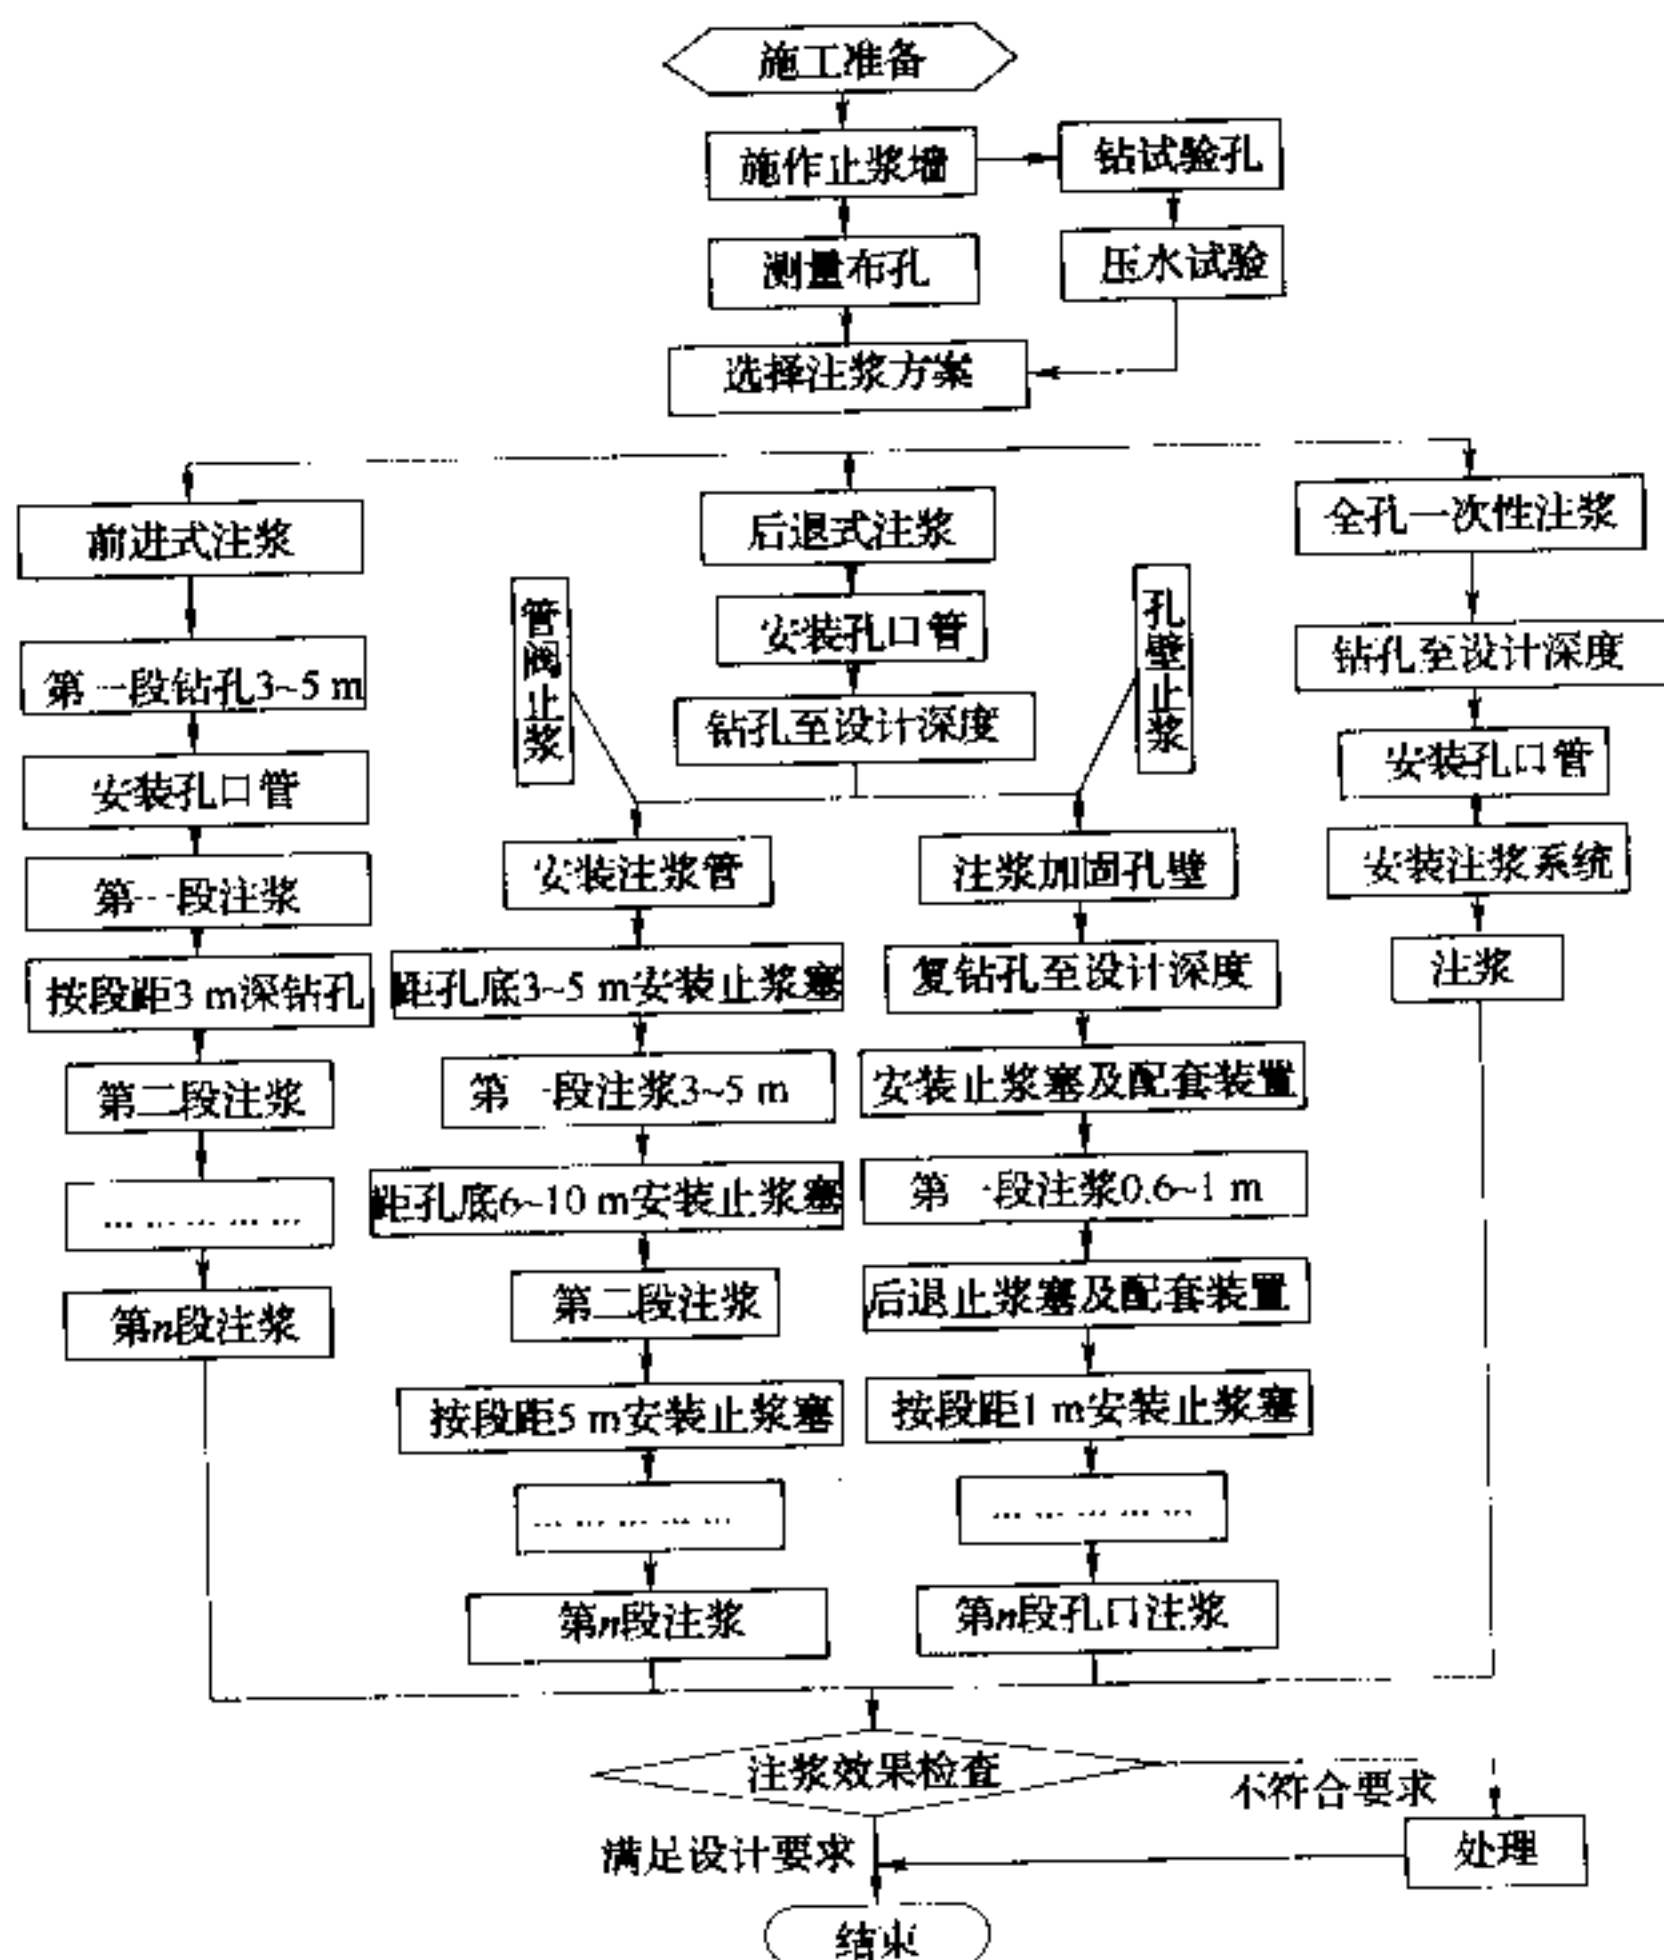 施工准备
施作止浆墙
钻试验孔
测量布孔
压水试验
选择注浆方案
前进式注浆
第一段钻孔3~5 m
安装孔口管
第一段注浆
按段距3 m深钻孔
第二段注浆
………………
第n段注浆
后退式注浆
安装孔口管
钻孔至设计深度
管阀止浆
安装注浆管
距孔底3~5 m安装止浆塞
第一段注浆3~5 m
距孔底6~10 m安装止浆塞
第二段注浆
按段距5 m安装止浆塞
………………
第n段注浆
孔壁止浆
注浆加固孔壁
复钻孔至设计深度
安装止浆塞及配套装置
第一段注浆0.6~1 m
后退止浆塞及配套装置
按段距1 m安装止浆塞
………………
第n段孔口注浆
全孔一次性注浆
钻孔至设计深度
安装孔口管
安装注浆系统
注浆
注浆效果检查
不符合要求
处理
满足设计要求
结束